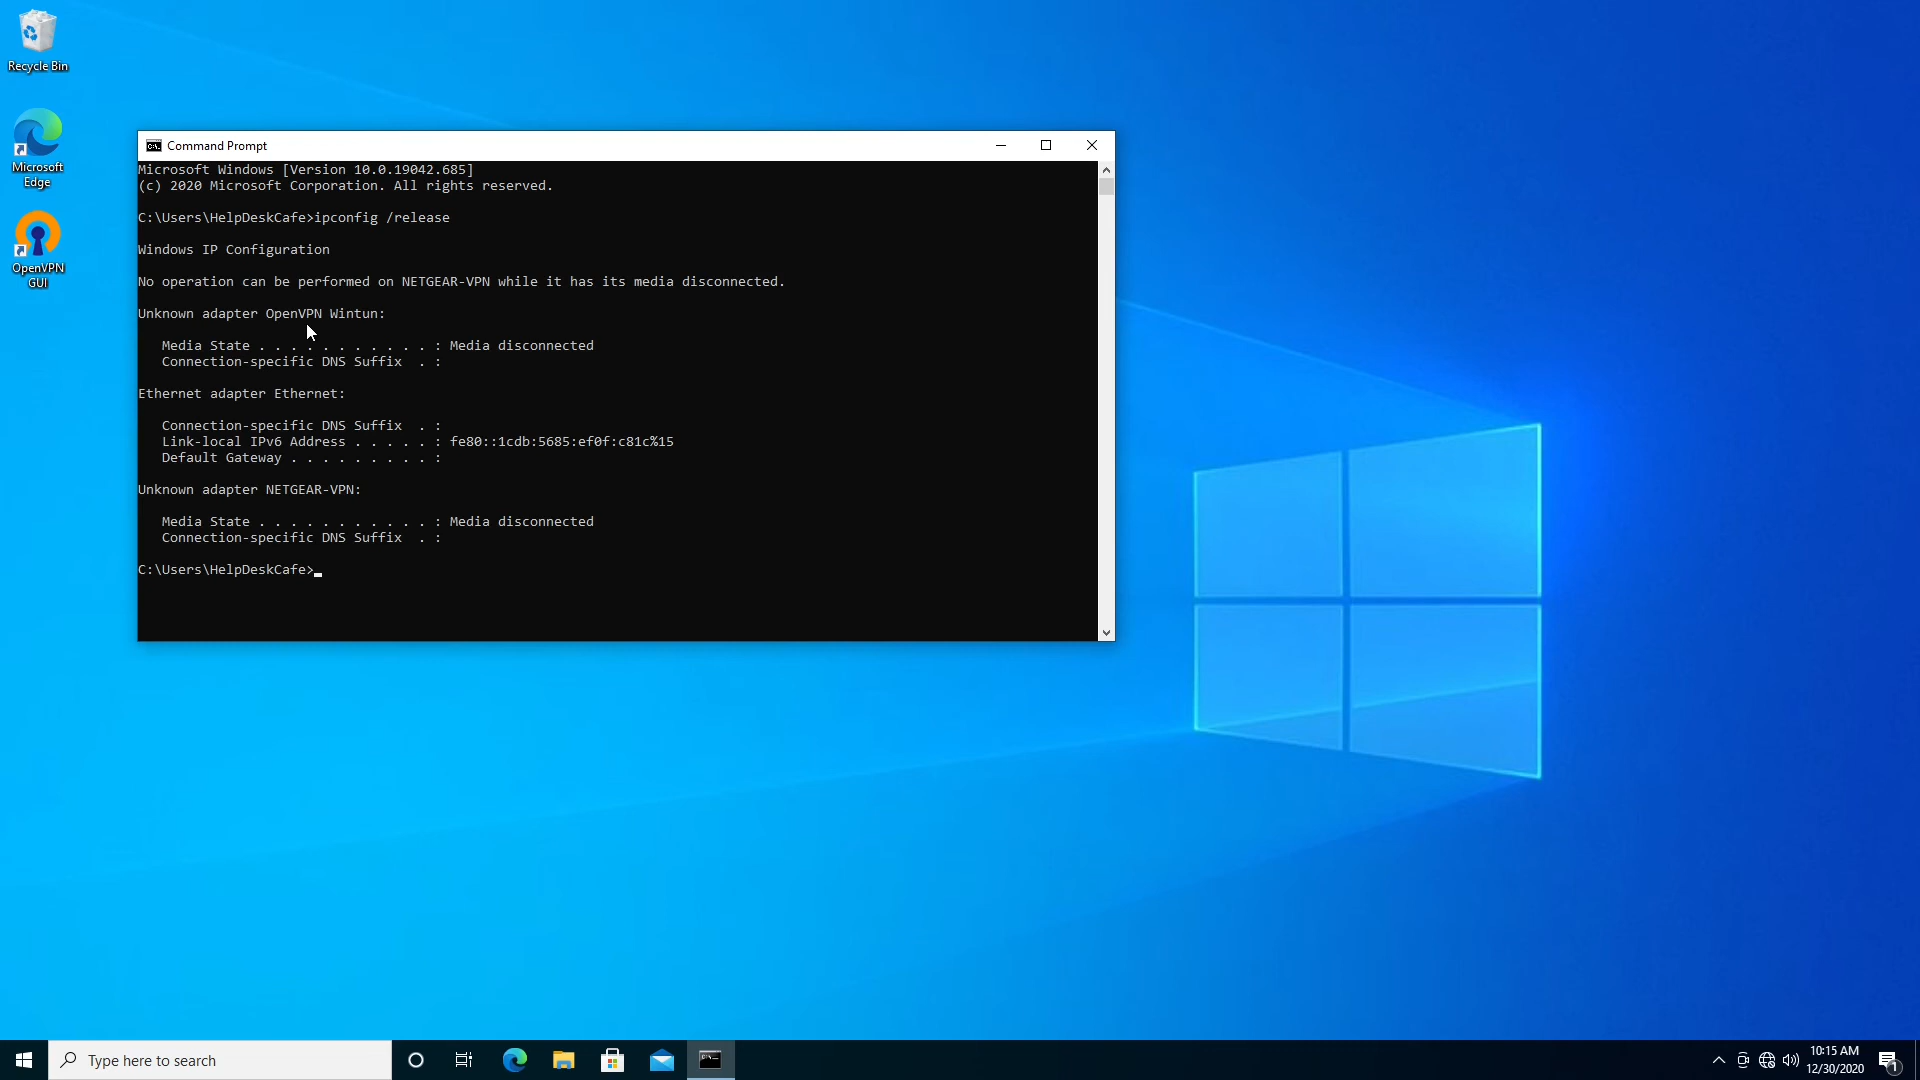 Recycle Bin
Microsoft
Edge
OpenVPN
GUI
Command Prompt
Microsoft Windows [Version 10.0.19042.685]
(c) 2020 Microsoft Corporation. All rights reserved.
C:\Users\HelpDeskCafe>ipconfig /release
Windows IP Configuration
No operation can be performed on NETGEAR-VPN while it has its media disconnected.
Unknown adapter OpenVPN Wintun:
Media State . . . . . . . . . . . : Media disconnected
Connection-specific DNS Suffix  . :
Ethernet adapter Ethernet:
Connection-specific DNS Suffix  . :
Link-local IPv6 Address . . . . . : fe80::1cdb:5685:ef0f:c81c%15
Default Gateway . . . . . . . . . :
Unknown adapter NETGEAR-VPN:
Media State . . . . . . . . . . . : Media disconnected
Connection-specific DNS Suffix  . :
C:\Users\HelpDeskCafe>
Type here to search
10:15 AM
12/30/2020
1